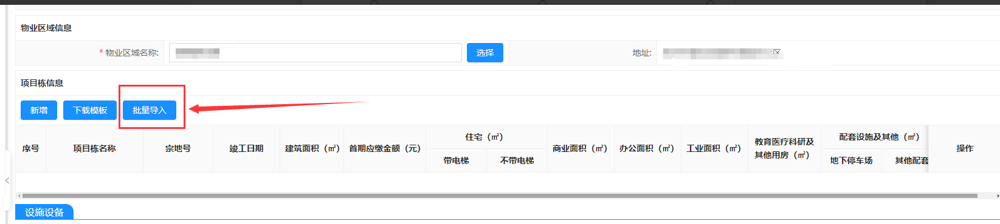 物业区域信息
* 物业区域名称:
选择
地址:
区
项目栋信息
新增 下载模板 批量导入
序号 项目栋名称 宗地号 竣工日期 建筑面积（㎡） 首期应缴金额（元） 住宅（㎡） 商业面积（㎡） 办公面积（㎡） 工业面积（㎡） 教育医疗科研及 配套设施及其他（㎡） 操作
其他用房（㎡）
带电梯 不带电梯 地下停车场 其他配套
设施设备